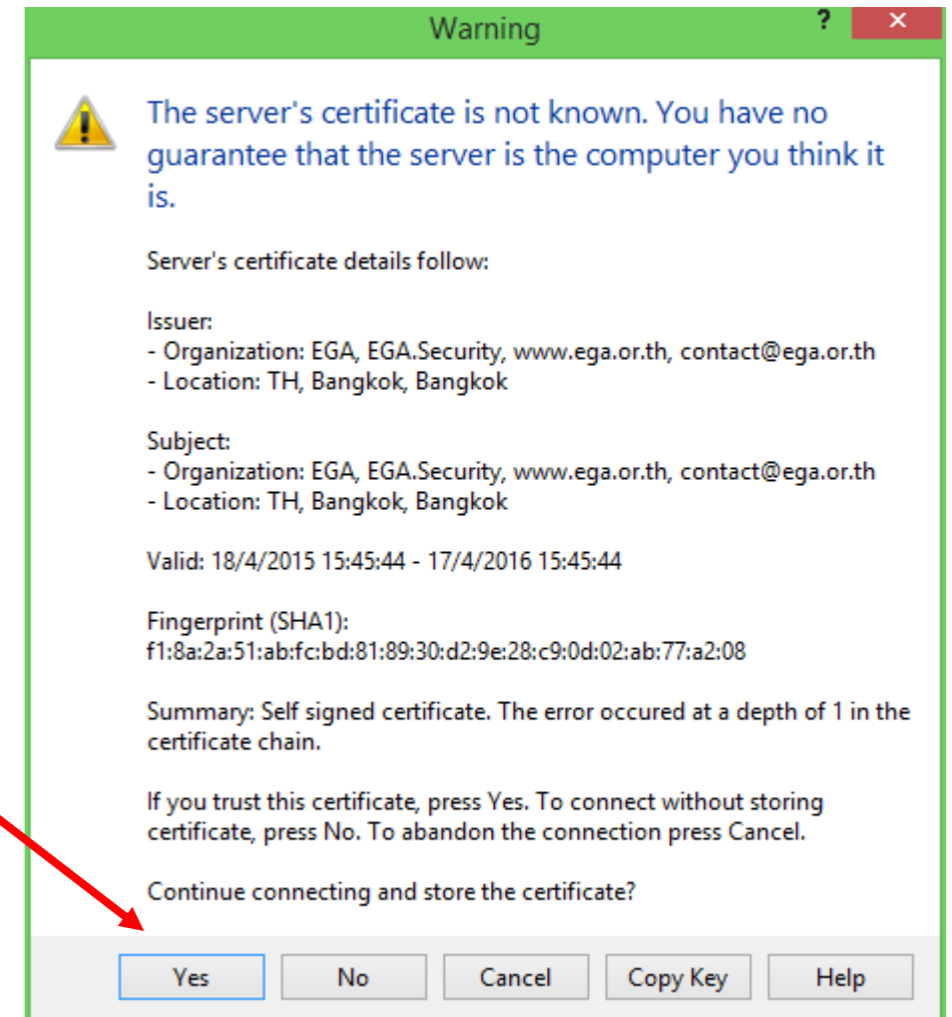 Warning
?
The server's certificate is not known. You have no
guarantee that the server is the computer you think it
is.
Server's certificate details follow:
Issuer:
- Organization: EGA, EGA.Security, www.ega.or.th, contact@ega.or.th
- Location: TH, Bangkok, Bangkok
Subject:
- Organization: EGA, EGA.Security, www.ega.or.th, contact@ega.or.th
- Location: TH, Bangkok, Bangkok
Valid: 18/4/2015 15:45:44 - 17/4/2016 15:45:44
Fingerprint (SHA1):
f1:8a:2a:51:ab:fc:bd:81:89:30:d2:9e:28:c9:0d:02:ab:77:a2:08
Summary: Self signed certificate. The error occured at a depth of 1 in the
certificate chain.
If you trust this certificate, press Yes. To connect without storing
certificate, press No. To abandon the connection press Cancel.
Continue connecting and store the certificate?
Yes No Cancel Copy Key Help